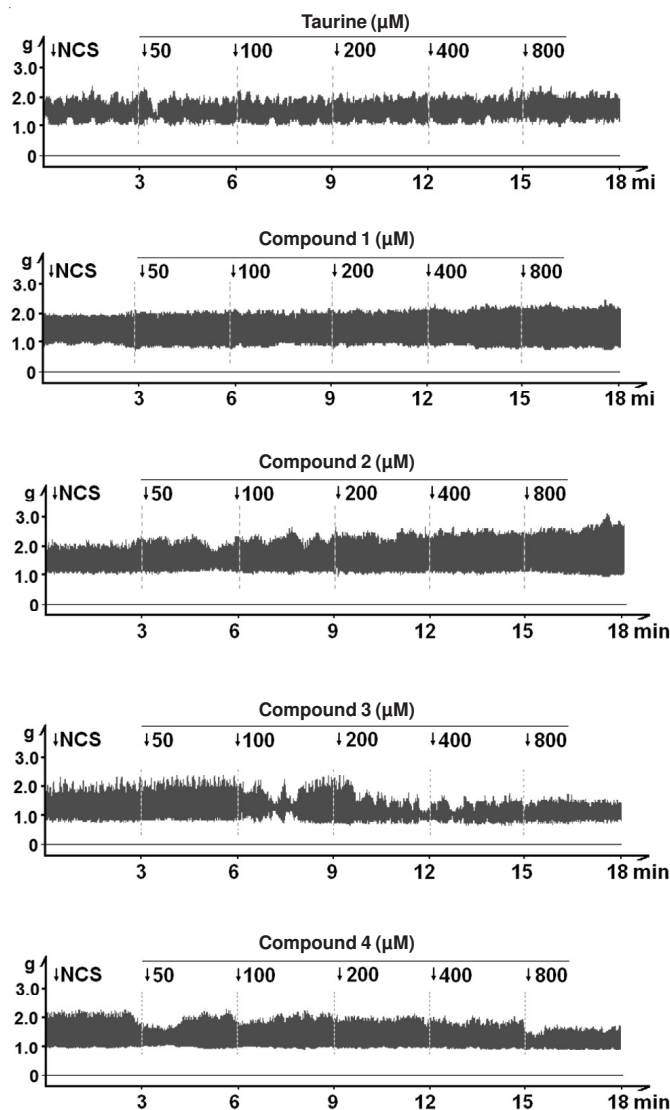 Taurine (µM)
g ↓NCS ↓50 ↓100 ↓200 ↓400 ↓800
3.0
2.0
1.0
0
3 6 9 12 15 18 mi
Compound 1 (µM)
g ↓NCS ↓50 ↓100 ↓200 ↓400 ↓800
3.0
2.0
1.0
0
3 6 9 12 15 18 mi
Compound 2 (µM)
g ↓NCS ↓50 ↓100 ↓200 ↓400 ↓800
3.0
2.0
1.0
0
3 6 9 12 15 18 min
Compound 3 (µM)
g ↓NCS ↓50 ↓100 ↓200 ↓400 ↓800
3.0
2.0
1.0
0
3 6 9 12 15 18 min
Compound 4 (µM)
g ↓NCS ↓50 ↓100 ↓200 ↓400 ↓800
3.0
2.0
1.0
0
3 6 9 12 15 18 min